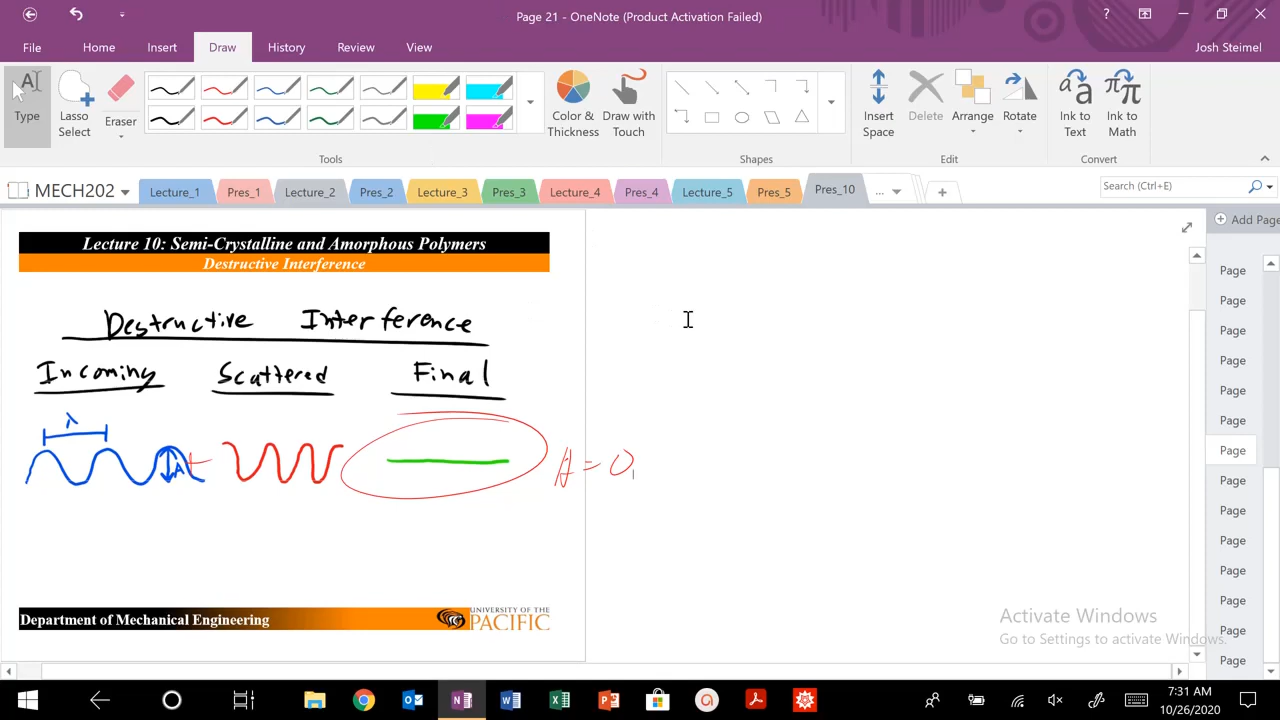 Page 21 - OneNote (Product Activation Failed)
?
File
Home
Insert
Draw
History
Review
View
Josh Steimel
Type
Lasso
Select
Eraser
Color &
Thickness
Draw with
Touch
Insert
Space
Delete
Arrange
Rotate
Ink to
Text
Ink to
Math
Tools
Shapes
Edit
Convert
MECH202
Lecture_1
Pres_1
Lecture_2
Pres_2
Lecture_3
Pres_3
Lecture_4
Pres_4
Lecture_5
Pres_5
Pres_10
...
Search (Ctrl+E)
Add Page
Lecture 10: Semi-Crystalline and Amorphous Polymers
Destructive Interference
Destructive Interference
Incoming Scattered Final
λ
A
+
A = 0
Department of Mechanical Engineering
UNIVERSITY OF THE
PACIFIC
Page
Page
Page
Page
Page
Page
Page
Page
Page
Page
Page
Page
Page
Page
Activate Windows
Go to Settings to activate Windows.
7:31 AM
10/26/2020